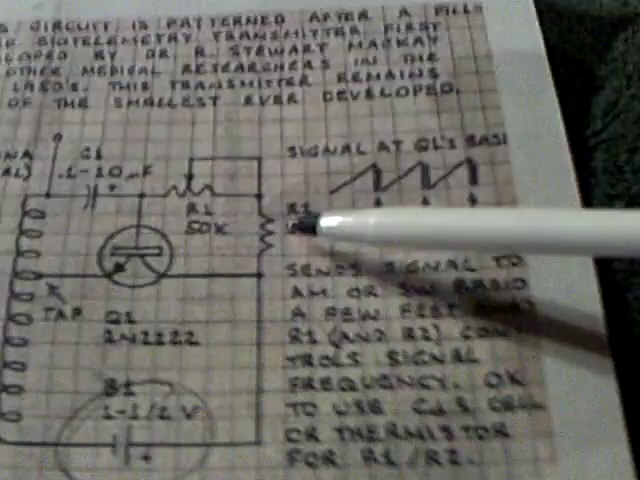 CIRCUIT IS PATTERNED AFTER A PILL
BIOTELEMETRY TRANSMITTER FIRST
BY DR R. STEWART MACKAY
OTHER MEDICAL RESEARCHERS IN THE
THIS TRANSMITTER REMAINS
OF THE SMALLEST EVER DEVELOPED.
C1
.1-10 µF
+
R1
50K
SIGNAL AT Q1'S BASE
TAP
Q1
2N2222
B1
1-1/2 V
+
SENDS SIGNAL TO
AM OR SW RADIO
A FEW FEET
R1 (AND R2) CON-
TROLS SIGNAL
FREQUENCY. OK
TO USE CdS CELL
OR THERMISTOR
FOR R1/R2.